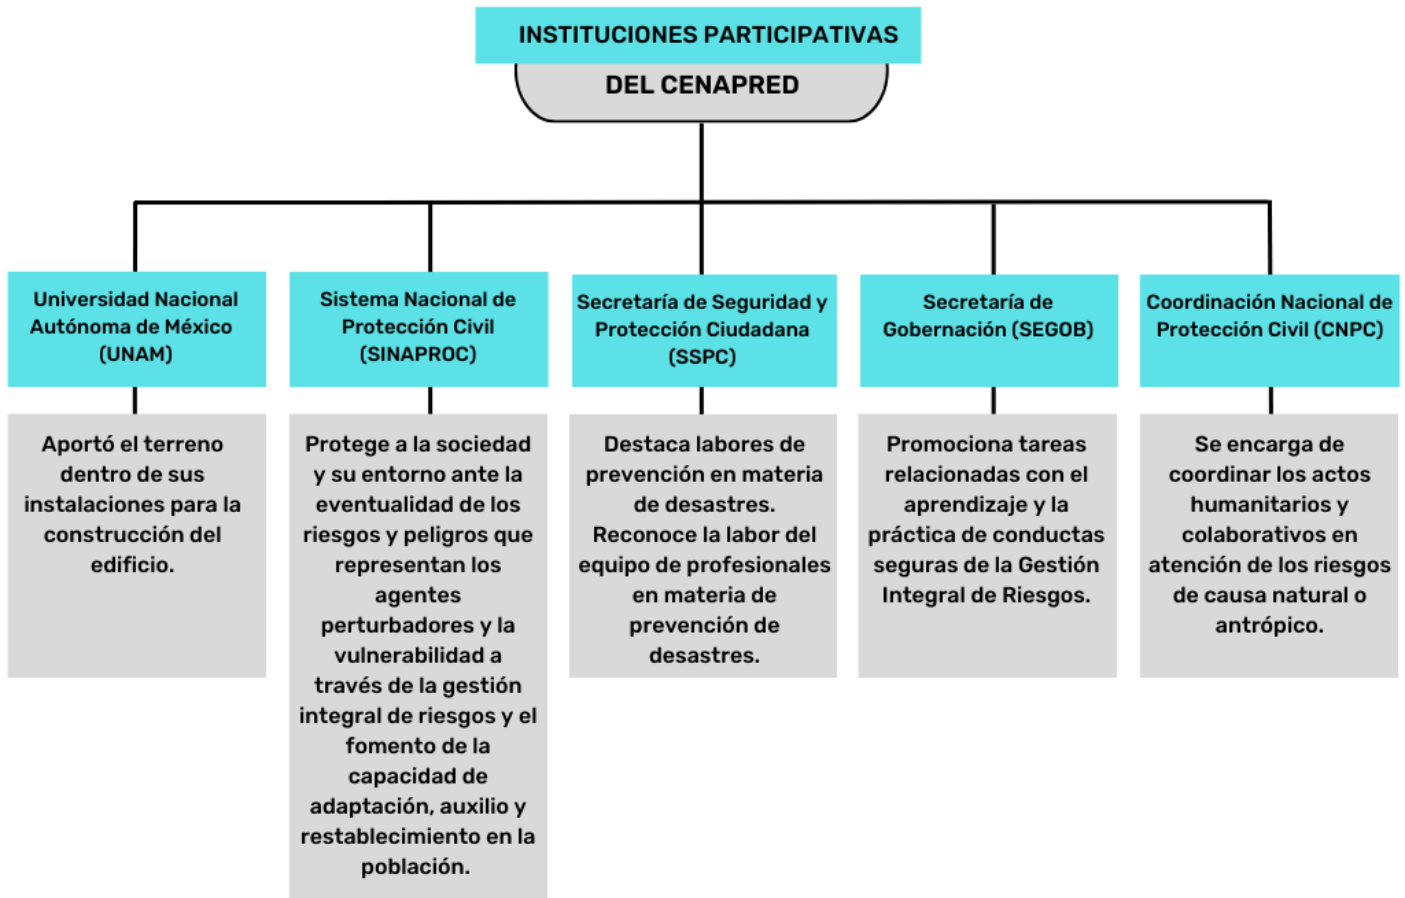 INSTITUCIONES PARTICIPATIVAS
DEL CENAPRED
Universidad Nacional
Autónoma de México
(UNAM)
Aportó el terreno
dentro de sus
instalaciones para la
construcción del
edificio.
Sistema Nacional de
Protección Civil
(SINAPROC)
Protege a la sociedad
y su entorno ante la
eventualidad de los
riesgos y peligros que
representan los
agentes
perturbadores y la
vulnerabilidad a
través de la gestión
integral de riesgos y el
fomento de la
capacidad de
adaptación, auxilio y
restablecimiento en la
población.
Secretaría de Seguridad y
Protección Ciudadana
(SSPC)
Destaca labores de
prevención en materia
de desastres.
Reconoce la labor del
equipo de profesionales
en materia de
prevención de
desastres.
Secretaría de
Gobernación (SEGOB)
Promociona tareas
relacionadas con el
aprendizaje y la
práctica de conductas
seguras de la Gestión
Integral de Riesgos.
Coordinación Nacional de
Protección Civil (CNPC)
Se encarga de
coordinar los actos
humanitarios y
colaborativos en
atención de los riesgos
de causa natural o
antrópico.